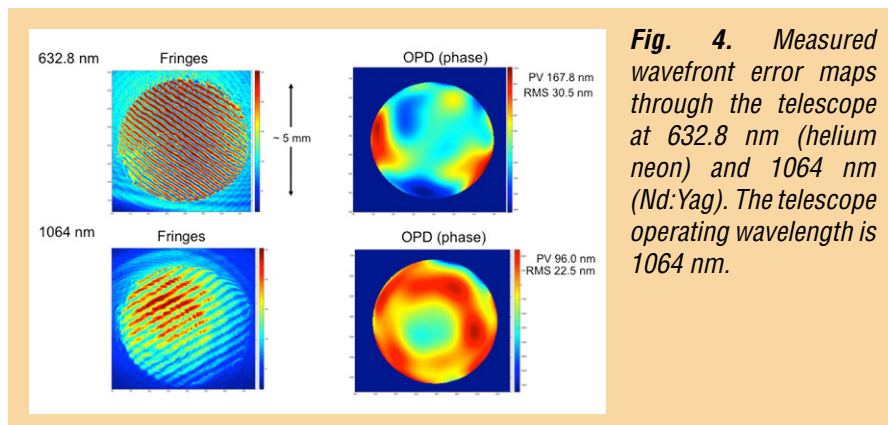 632.8 nm
Fringes
OPD (phase)
PV 167.8 nm
RMS 30.5 nm
~ 5 mm
1064 nm
Fringes
OPD (phase)
PV 96.0 nm
RMS 22.5 nm
Fig. 4. Measured
wavefront error maps
through the telescope
at 632.8 nm (helium
neon) and 1064 nm
(Nd:Yag). The telescope
operating wavelength is
1064 nm.